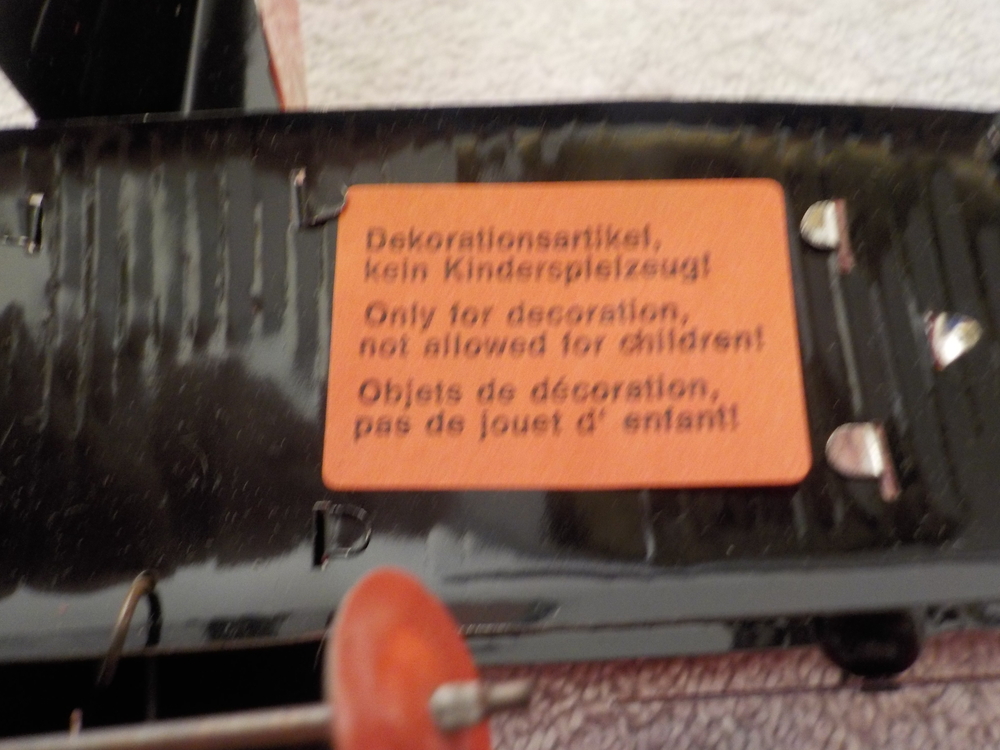 Dekorationsartikel,
kein Kinderspielzeug!
Only for decoration,
not allowed for children!
Objets de décoration,
pas de jouet d' enfant!